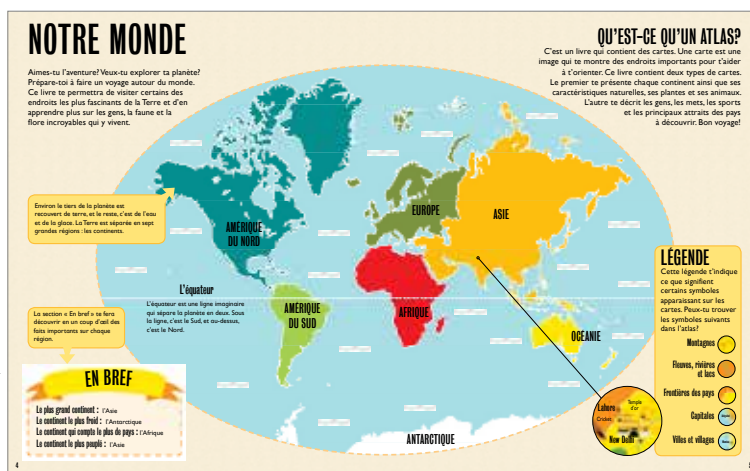 NOTRE MONDE
Aimes-tu l'aventure? Veux-tu explorer ta planète?
Prépare-toi à faire un voyage autour du monde.
Ce livre te permettra de visiter certains des
endroits les plus fascinants de la Terre et d'en
apprendre plus sur les gens, la faune et la
flore incroyables qui y vivent.
QU'EST-CE QU'UN ATLAS?
C'est un livre qui contient des cartes. Une carte est une
image qui te montre des endroits importants pour t'aider
à t'orienter. Ce livre contient deux types de cartes.
Le premier te présente chaque continent ainsi que ses
caractéristiques naturelles, ses plantes et ses animaux.
L'autre te décrit les gens, les mets, les sports
et les principaux attraits des pays
à découvrir. Bon voyage!
Environ le tiers de la planète est
recouvert de terre, et le reste, c'est de l'eau
et de la glace. La Terre est séparée en sept
grandes régions : les continents.
AMÉRIQUE
DU NORD
EUROPE
ASIE
L'équateur
L'équateur est une ligne imaginaire
qui sépare la planète en deux. Sous
la ligne, c'est le Sud, et au-dessus,
c'est le Nord.
AMÉRIQUE
DU SUD
AFRIQUE
OCÉANIE
ANTARCTIQUE
La section « En bref » te fera
découvrir en un coup d'œil des
faits importants sur chaque
région.
EN BREF
Le plus grand continent : l'Asie
Le continent le plus froid : l'Antarctique
Le continent qui compte le plus de pays : l'Afrique
Le continent le plus peuplé : l'Asie
LÉGENDE
Cette légende t'indique
ce que signifient
certains symboles
apparaissant sur les
cartes. Peux-tu trouver
les symboles suivants
dans l'atlas?
Montagnes
Fleuves, rivières
et lacs
Frontières des pays
Capitales
Villes et villages
Lahore
Cricket
Temple
d'or
New Delhi
4